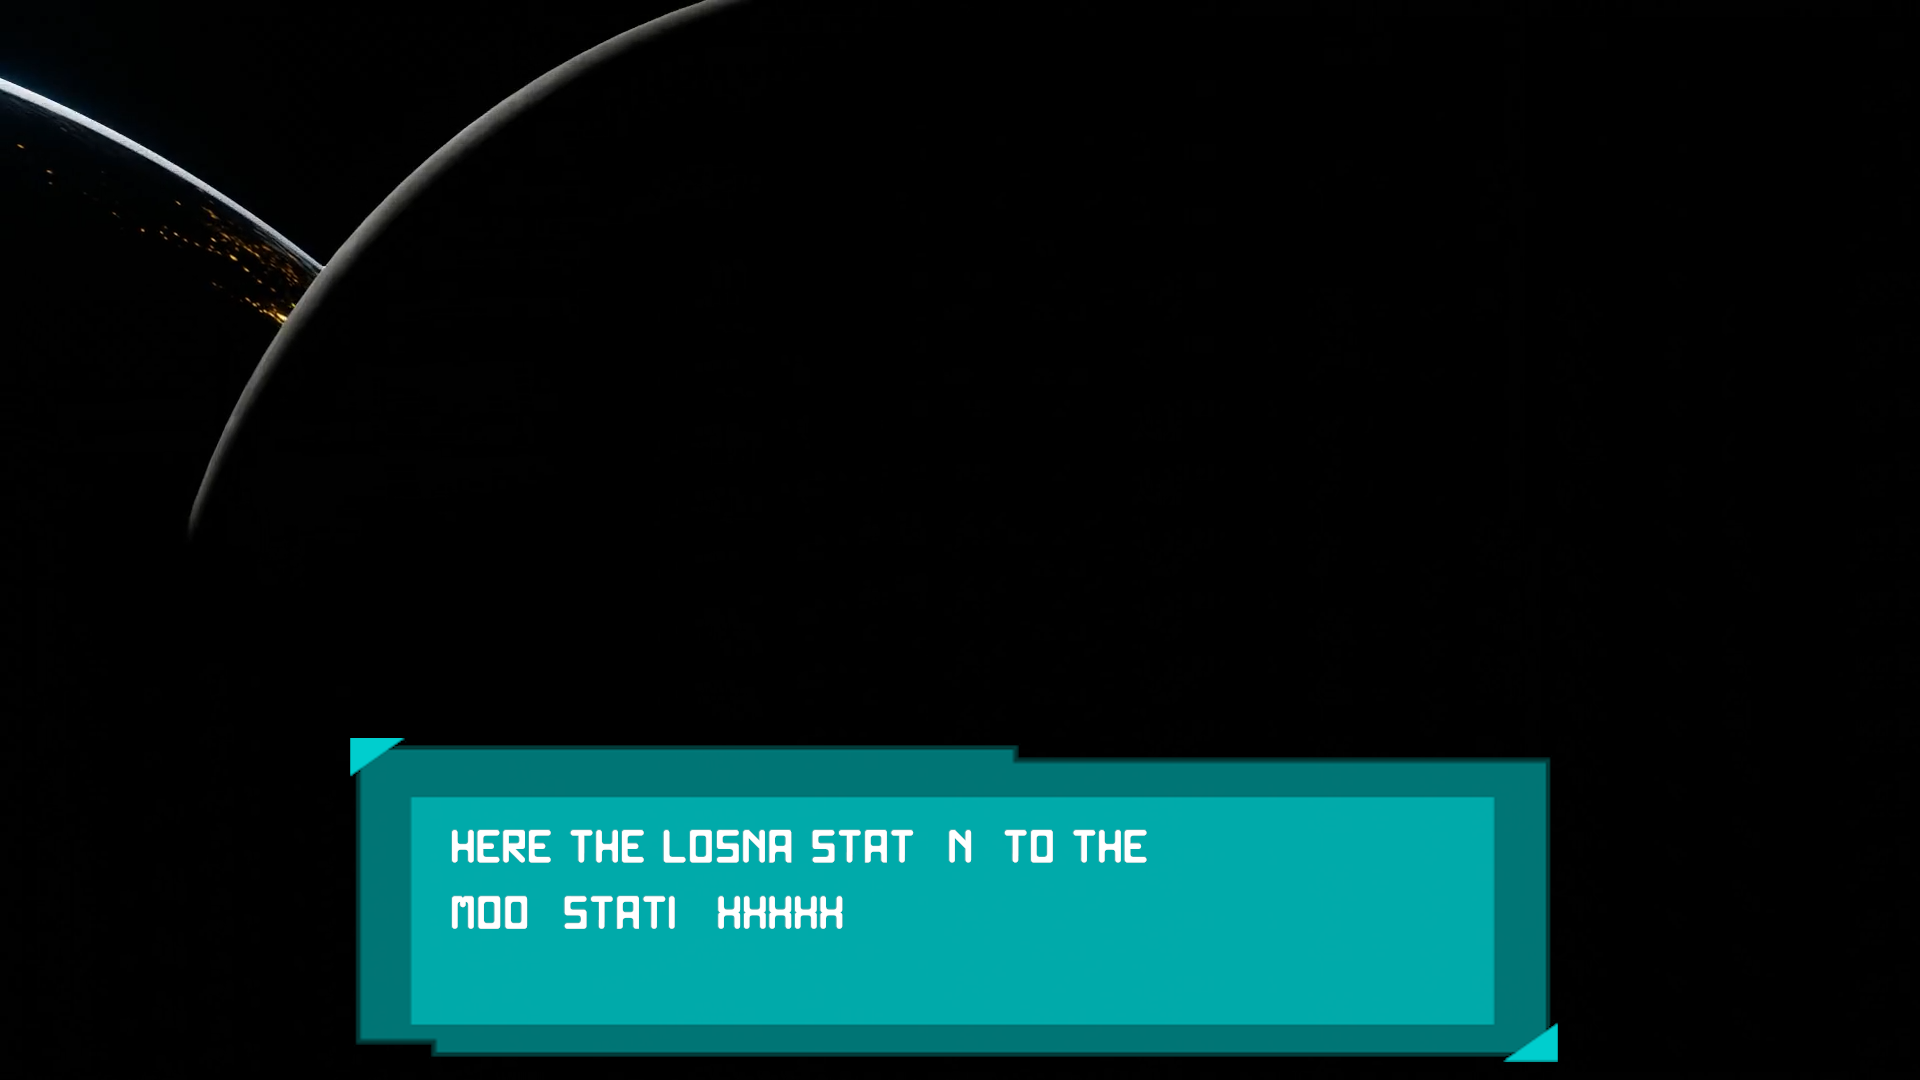 HERE THE LOSNA STAT  N  TO THE
MOO  STATI  XXXXX